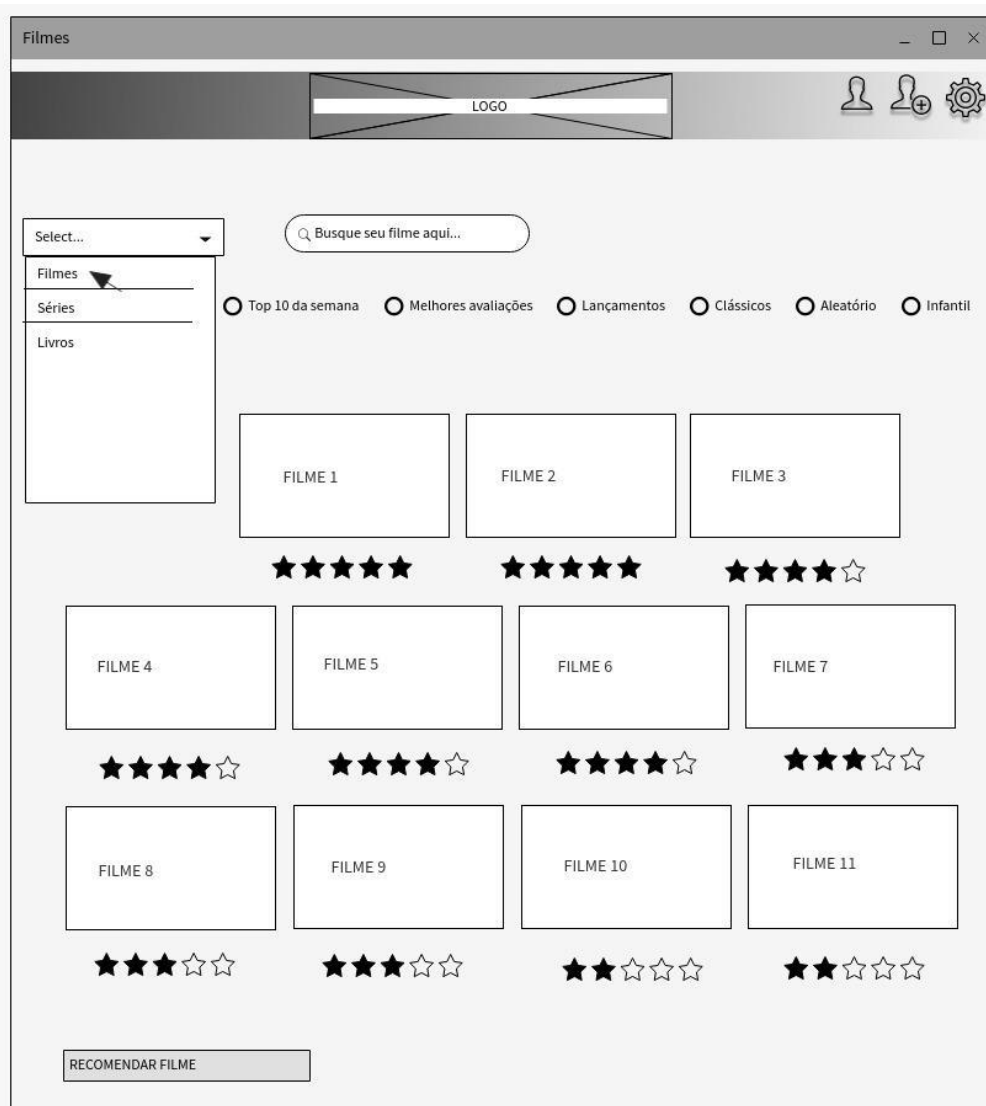 Filmes
LOGO
Select...
Busque seu filme aqui...
Filmes
Séries
Livros
Top 10 da semana Melhores avaliações Lançamentos Clássicos Aleatório Infantil
FILME 1 FILME 2 FILME 3
FILME 4 FILME 5 FILME 6 FILME 7
FILME 8 FILME 9 FILME 10 FILME 11
RECOMENDAR FILME